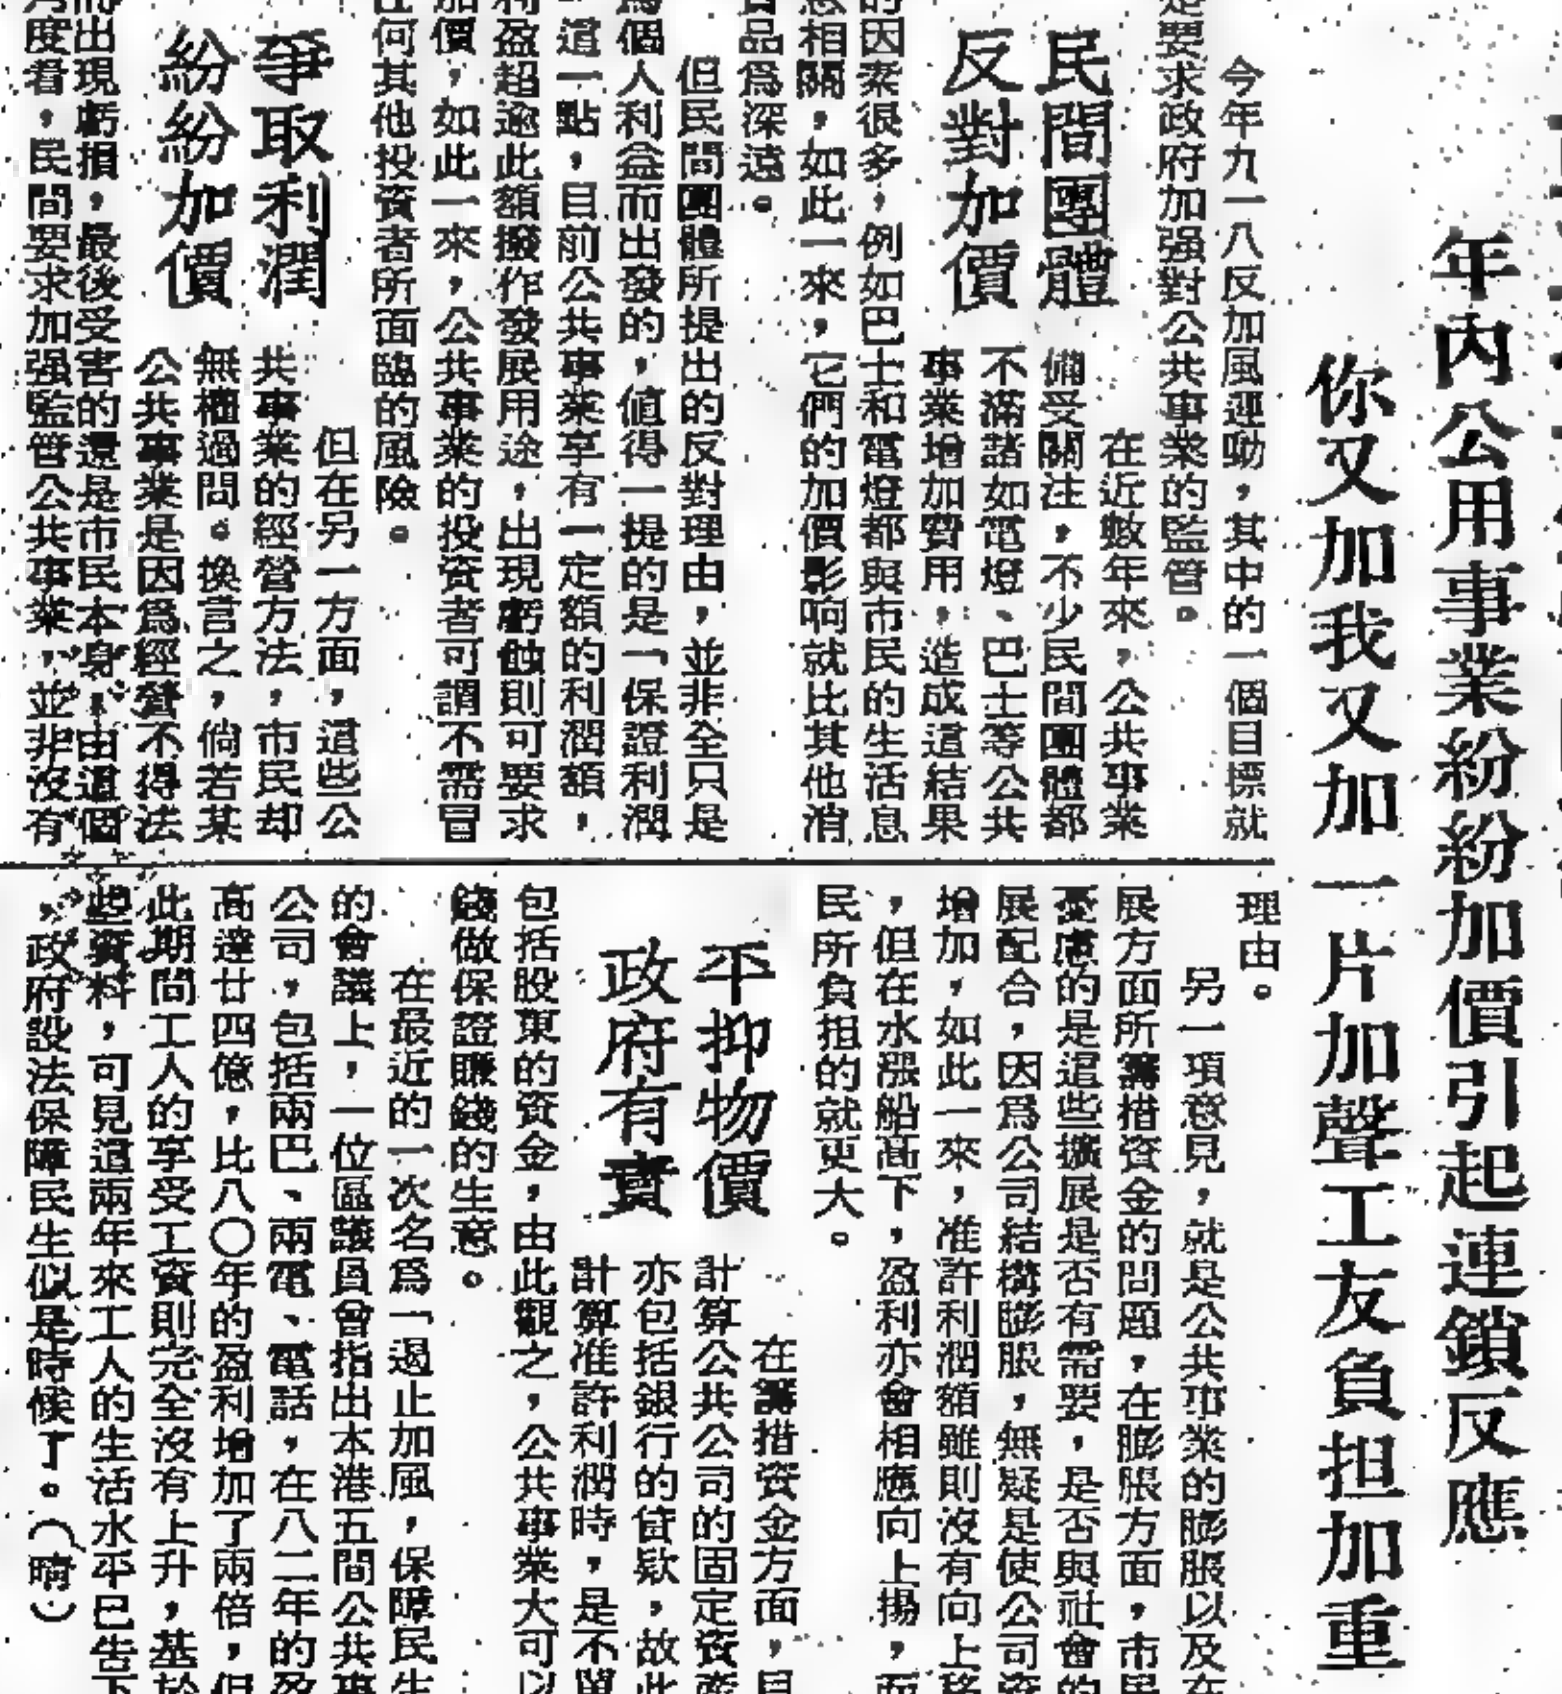 年內公用事業紛紛加價引起連鎖反應
你又加我又加一片加聲工友負担加重
今年九一八反加風運動，其中的一個目標就
是要求政府加强對公共事業的監管。
民間團體
反對加價
在近數年來，公共事業
備受關注，不少民間團體都
不滿諸如電燈、巴士等公共
事業增加費用，造成這結果
的因素很多，例如巴士和電燈都與市民的生活息
息相關，如此一來，它們的加價影响就比其他消
品爲深遠。
但民間團體所提出的反對理由，並非全只是
爲個人利益而出發的，値得一提的是「保證利潤
」這一點，目前公共事業享有一定額的利潤額，
利盈超逾此額撥作發展用途，出現虧蝕則可要求
加價，如此一來，公共事業的投資者可謂不需冒
任何其他投資者所面臨的風險。
爭取利潤
紛紛加價
但在另一方面，這些公
共事業的經營方法，市民却
無權過問。換言之，倘若某
公共事業是因爲經營不得法
而出現虧損，最後受害的還是市民本身，由這個
角度看，民間要求加强監管公共事業，並非沒有
理由。
另一項意見，就是公共事業的膨脹以及在
展方面所籌措資金的問題，在膨脹方面，市民
憂慮的是這些擴展是否有需要，是否與社會的
展配合，因爲公司結構膨脹，無疑是使公司資
增加，如此一來，准許利潤額雖則沒有向上移
，但在水漲船高下，盈利亦會相應向上揚，而
民所負担的就更大。
平抑物價
政府有責
在籌措資金方面，目
計算公共公司的固定資產
亦包括銀行的貸欵，故此
計算准許利潤時，是不單
包括股東的資金，由此觀之，公共事業大可以
錢做保證賺錢的生意。
在最近的一次名爲「遏止加風，保障民生
的會議上，一位區議員會指出本港五間公共事
公司，包括兩巴、兩電、電話，在八二年的盈
高達廿四億，比八〇年的盈利增加了兩倍，但
此期間工人的享受工資則完全沒有上升，基於
些資料，可見這兩年來工人的生活水平已告下
，政府設法保障民生似是時候了。（晴）